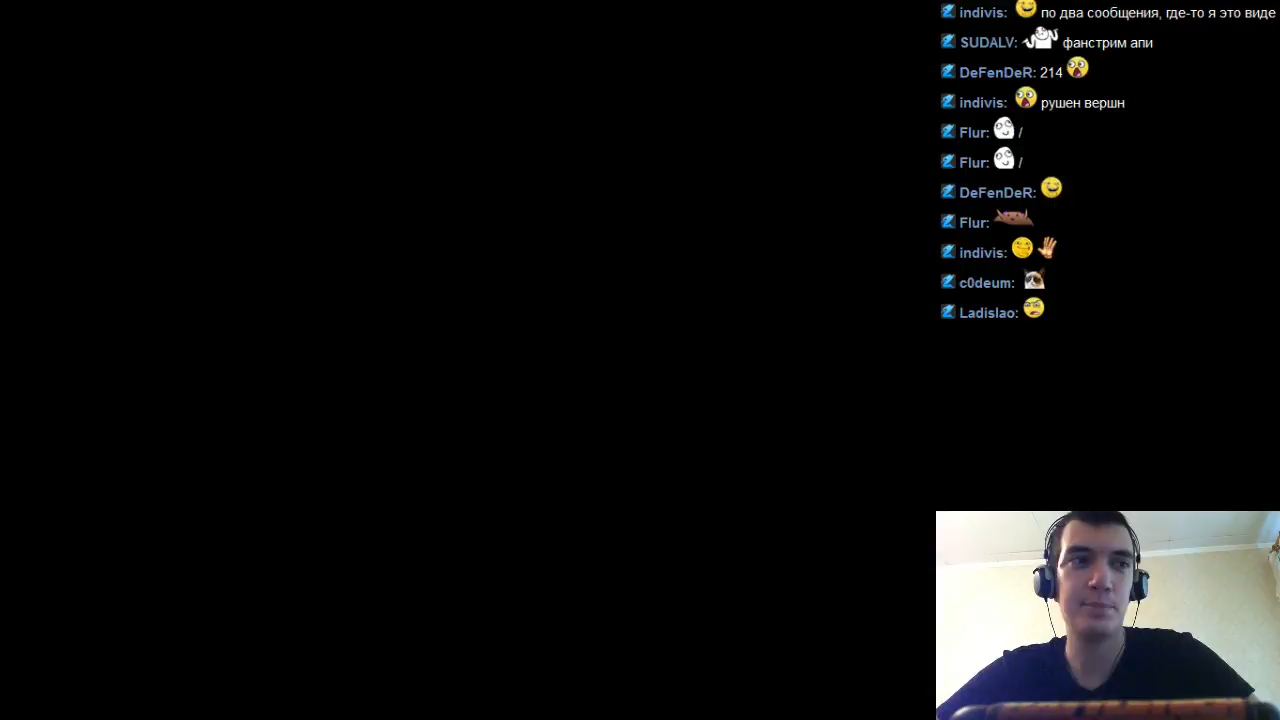 indivis: по два сообщения, где-то я это виде
SUDALV: фанстрим апи
DeFenDeR: 214
indivis: рушен вершн
Flur: /
Flur: /
DeFenDeR:
Flur:
indivis:
c0deum:
Ladislao: